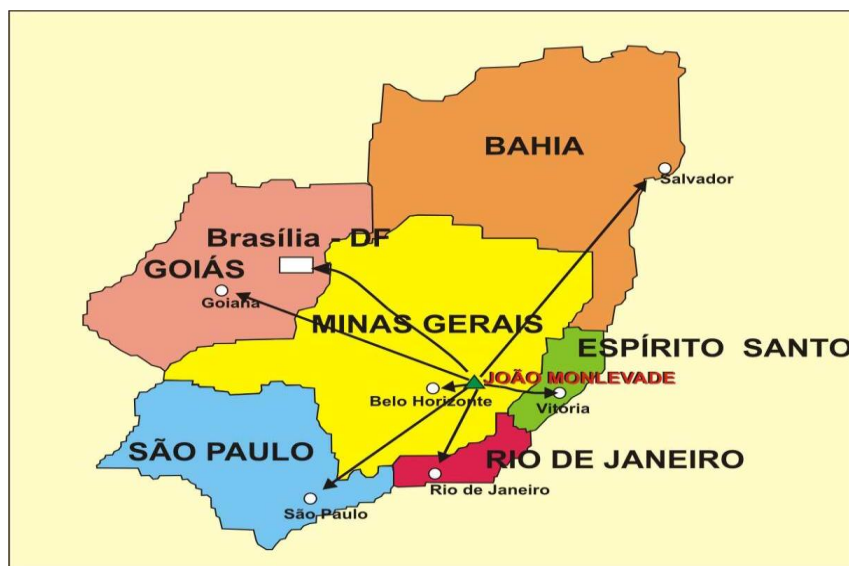 BAHIA
Salvador
Brasília - DF
GOIÁS
Goiana
MINAS GERAIS
ESPÍRITO SANTO
JOÃO MONLEVADE
Belo Horizonte
Vitória
SÃO PAULO
RIO DE JANEIRO
Rio de Janeiro
São Paulo